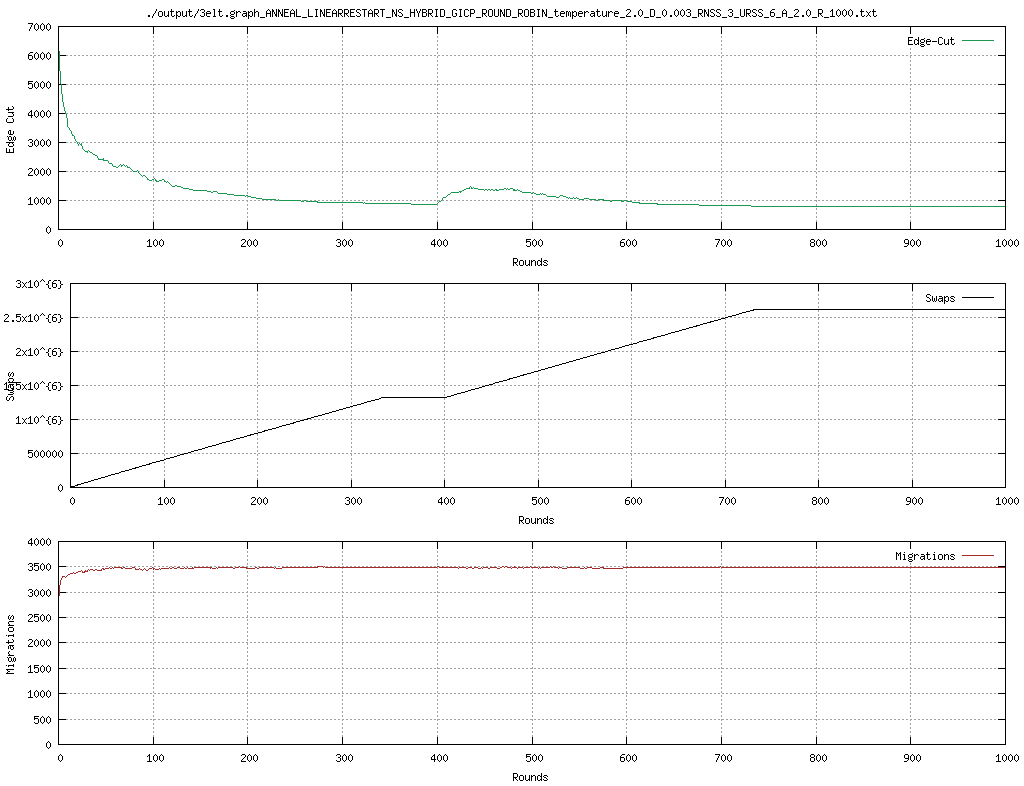 ./output/3elt.graph_ANNEAL_LINEARRESTART_NS_HYBRID_GICP_ROUND_ROBIN_temperature_2.0_D_0.003_RNSS_3_URSS_6_A_2.0_R_1000.txt
Edge-Cut
7000
6000
5000
4000
3000
2000
1000
0
Edge Cut
0 100 200 300 400 500 600 700 800 900 1000
Rounds
Swaps
3x10^{6}
2.5x10^{6}
2x10^{6}
1.5x10^{6}
1x10^{6}
500000
0
Swaps
0 100 200 300 400 500 600 700 800 900 1000
Rounds
Migrations
4000
3500
3000
2500
2000
1500
1000
500
0
Migrations
0 100 200 300 400 500 600 700 800 900 1000
Rounds